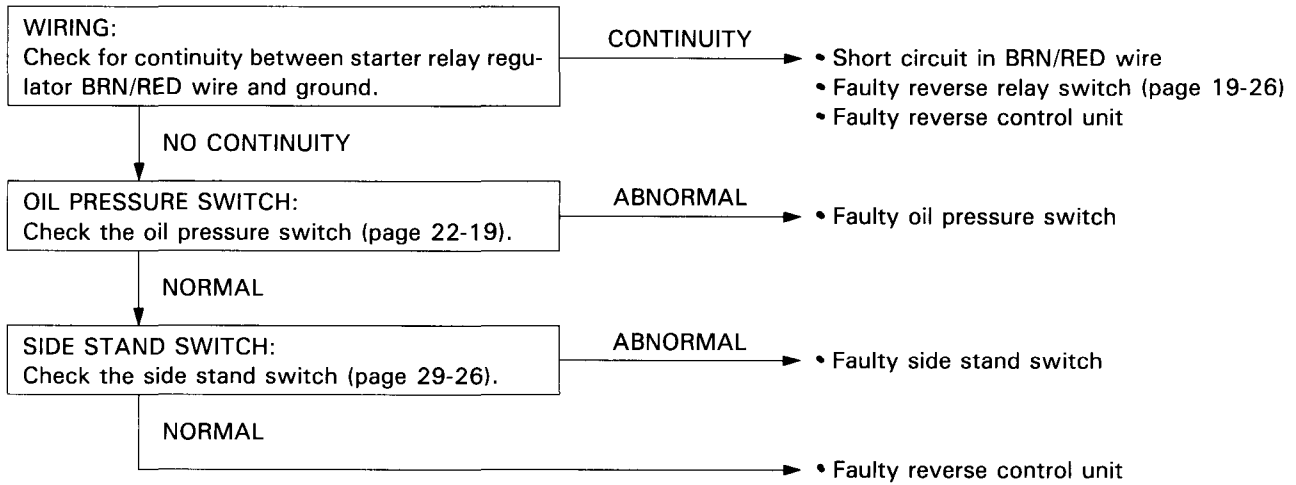 WIRING:
Check for continuity between starter relay regu-
lator BRN/RED wire and ground.
CONTINUITY
• Short circuit in BRN/RED wire
• Faulty reverse relay switch (page 19-26)
• Faulty reverse control unit
NO CONTINUITY
OIL PRESSURE SWITCH:
Check the oil pressure switch (page 22-19).
ABNORMAL
• Faulty oil pressure switch
NORMAL
SIDE STAND SWITCH:
Check the side stand switch (page 29-26).
ABNORMAL
• Faulty side stand switch
NORMAL
• Faulty reverse control unit